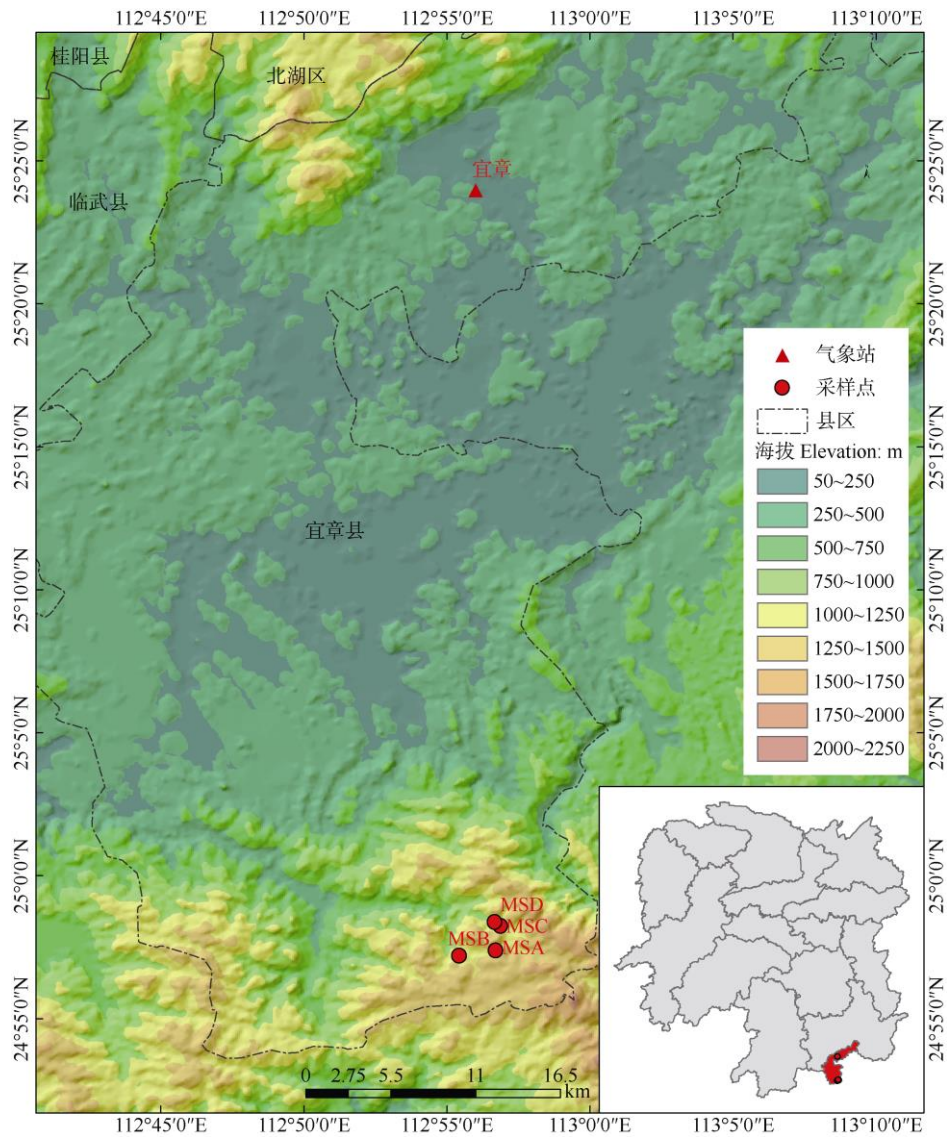 112°45′0″E 112°50′0″E 112°55′0″E 113°0′0″E 113°5′0″E 113°10′0″E
桂阳县
北湖区
25°25′0″N 25°25′0″N
宜章
临武县
25°20′0″N 25°20′0″N
气象站
采样点
县区
25°15′0″N 25°15′0″N
海拔 Elevation: m
50~250
250~500
宜章县
500~750
25°10′0″N 25°10′0″N
750~1000
1000~1250
1250~1500
1500~1750
25°5′0″N 25°5′0″N
1750~2000
2000~2250
25°0′0″N 25°0′0″N
MSD
MSC
MSB MSA
24°55′0″N 24°55′0″N
0 2.75 5.5 11 16.5
km
112°45′0″E 112°50′0″E 112°55′0″E 113°0′0″E 113°5′0″E 113°10′0″E